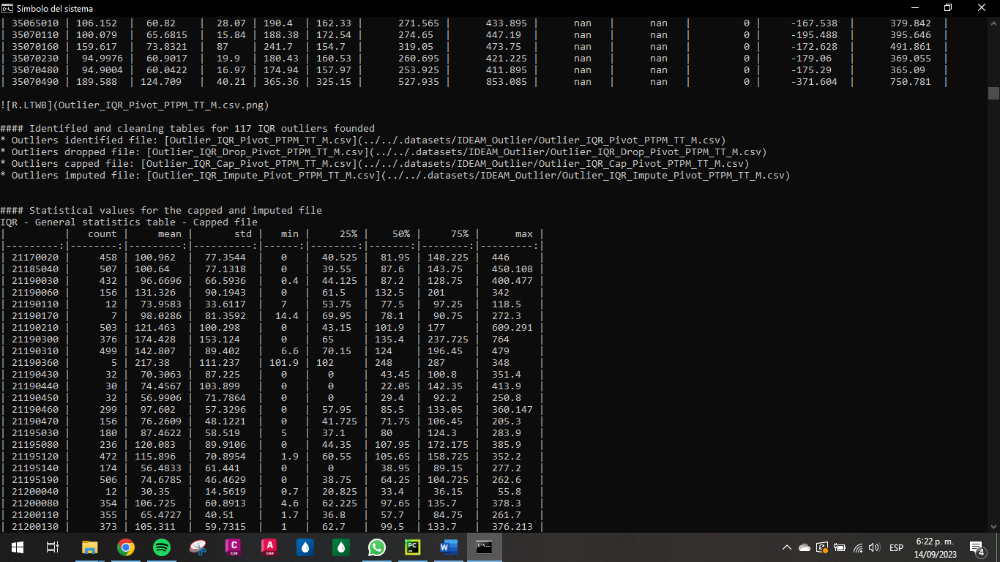 Símbolo del sistema
| 35065010 | 106.152 | 60.82 | 28.07 | 190.4 | 162.33 | 271.565 | 433.895 | nan | nan | 0 | -167.538 | 379.842 |
| 35070110 | 100.079 | 65.6815 | 15.84 | 188.38 | 172.54 | 274.65 | 447.19 | nan | nan | 0 | -195.488 | 395.646 |
| 35070160 | 159.617 | 73.8321 | 87 | 241.7 | 154.7 | 319.05 | 473.75 | nan | nan | 0 | -172.628 | 491.861 |
| 35070230 | 94.9976 | 60.9017 | 19.9 | 180.43 | 160.53 | 260.695 | 421.225 | nan | nan | 0 | -179.06 | 369.055 |
| 35070480 | 94.9004 | 60.0422 | 16.97 | 174.94 | 157.97 | 253.925 | 411.895 | nan | nan | 0 | -175.29 | 365.09 |
| 35070490 | 189.588 | 124.709 | 40.21 | 365.36 | 325.15 | 527.935 | 853.085 | nan | nan | 0 | -371.604 | 750.781 |
![R.LTWB](Outlier_IQR_Pivot_PTPM_TT_M.csv.png)
#### Identified and cleaning tables for 117 IQR outliers founded
* Outliers identified file: [Outlier_IQR_Pivot_PTPM_TT_M.csv](../../.datasets/IDEAM_Outlier/Outlier_IQR_Pivot_PTPM_TT_M.csv)
* Outliers dropped file: [Outlier_IQR_Drop_Pivot_PTPM_TT_M.csv](../../.datasets/IDEAM_Outlier/Outlier_IQR_Drop_Pivot_PTPM_TT_M.csv)
* Outliers capped file: [Outlier_IQR_Cap_Pivot_PTPM_TT_M.csv](../../.datasets/IDEAM_Outlier/Outlier_IQR_Cap_Pivot_PTPM_TT_M.csv)
* Outliers imputed file: [Outlier_IQR_Impute_Pivot_PTPM_TT_M.csv](../../.datasets/IDEAM_Outlier/Outlier_IQR_Impute_Pivot_PTPM_TT_M.csv)
#### Statistical values for the capped and imputed file
IQR - General statistics table - Capped file
| | count | mean | std | min | 25% | 50% | 75% | max |
|---------:|--------:|---------:|---------:|------:|--------:|-------:|--------:|---------:|
| 21170020 | 458 | 100.962 | 77.3544 | 0 | 40.525 | 81.95 | 148.225 | 446 |
| 21185040 | 507 | 100.64 | 77.1318 | 0 | 39.55 | 87.6 | 143.75 | 450.108 |
| 21190030 | 432 | 96.6696 | 66.5936 | 0.4 | 44.125 | 87.2 | 128.75 | 400.477 |
| 21190060 | 156 | 131.326 | 90.1943 | 0 | 61.5 | 132.5 | 201 | 342 |
| 21190110 | 12 | 73.9583 | 33.6117 | 7 | 53.75 | 77.5 | 97.25 | 118.5 |
| 21190170 | 7 | 98.0286 | 81.3592 | 14.4 | 69.95 | 78.1 | 90.75 | 272.3 |
| 21190210 | 503 | 121.463 | 100.298 | 0 | 43.15 | 101.9 | 177 | 609.291 |
| 21190300 | 376 | 174.428 | 153.124 | 0 | 65 | 135.4 | 237.725 | 764 |
| 21190310 | 499 | 142.807 | 89.402 | 6.6 | 70.15 | 124 | 196.45 | 479 |
| 21190360 | 5 | 217.38 | 111.237 | 101.9 | 102 | 248 | 287 | 348 |
| 21190430 | 32 | 70.3063 | 87.225 | 0 | 0 | 43.45 | 100.8 | 351.4 |
| 21190440 | 30 | 74.4567 | 103.899 | 0 | 0 | 22.05 | 142.35 | 413.9 |
| 21190450 | 32 | 56.9906 | 71.7864 | 0 | 0 | 29.4 | 92.2 | 250.8 |
| 21190460 | 299 | 97.602 | 57.3296 | 0 | 57.95 | 85.5 | 133.05 | 360.147 |
| 21190470 | 156 | 76.2609 | 48.1221 | 0 | 41.725 | 71.75 | 106.45 | 205.3 |
| 21195030 | 180 | 87.4622 | 58.519 | 5 | 37.1 | 80 | 124.3 | 283.9 |
| 21195080 | 236 | 120.083 | 89.9106 | 0 | 44.35 | 107.95 | 172.175 | 385.9 |
| 21195120 | 472 | 115.896 | 70.8954 | 1.9 | 60.55 | 105.65 | 158.725 | 352.2 |
| 21195140 | 174 | 56.4833 | 61.441 | 0 | 0 | 38.95 | 89.15 | 277.2 |
| 21195190 | 506 | 74.6785 | 46.4629 | 0 | 38.75 | 64.25 | 104.725 | 262.6 |
| 21200040 | 12 | 30.35 | 14.5619 | 0.7 | 20.825 | 33.4 | 36.15 | 55.8 |
| 21200080 | 354 | 106.725 | 60.8913 | 4.6 | 62.225 | 97.65 | 135.7 | 378.3 |
| 21200110 | 355 | 65.4727 | 40.51 | 1.7 | 36.8 | 57.7 | 84.75 | 261.7 |
| 21200130 | 373 | 105.311 | 59.7315 | 1 | 62.7 | 99.5 | 133.7 | 376.213 |
ESP
6:22 p. m.
14/09/2023
4